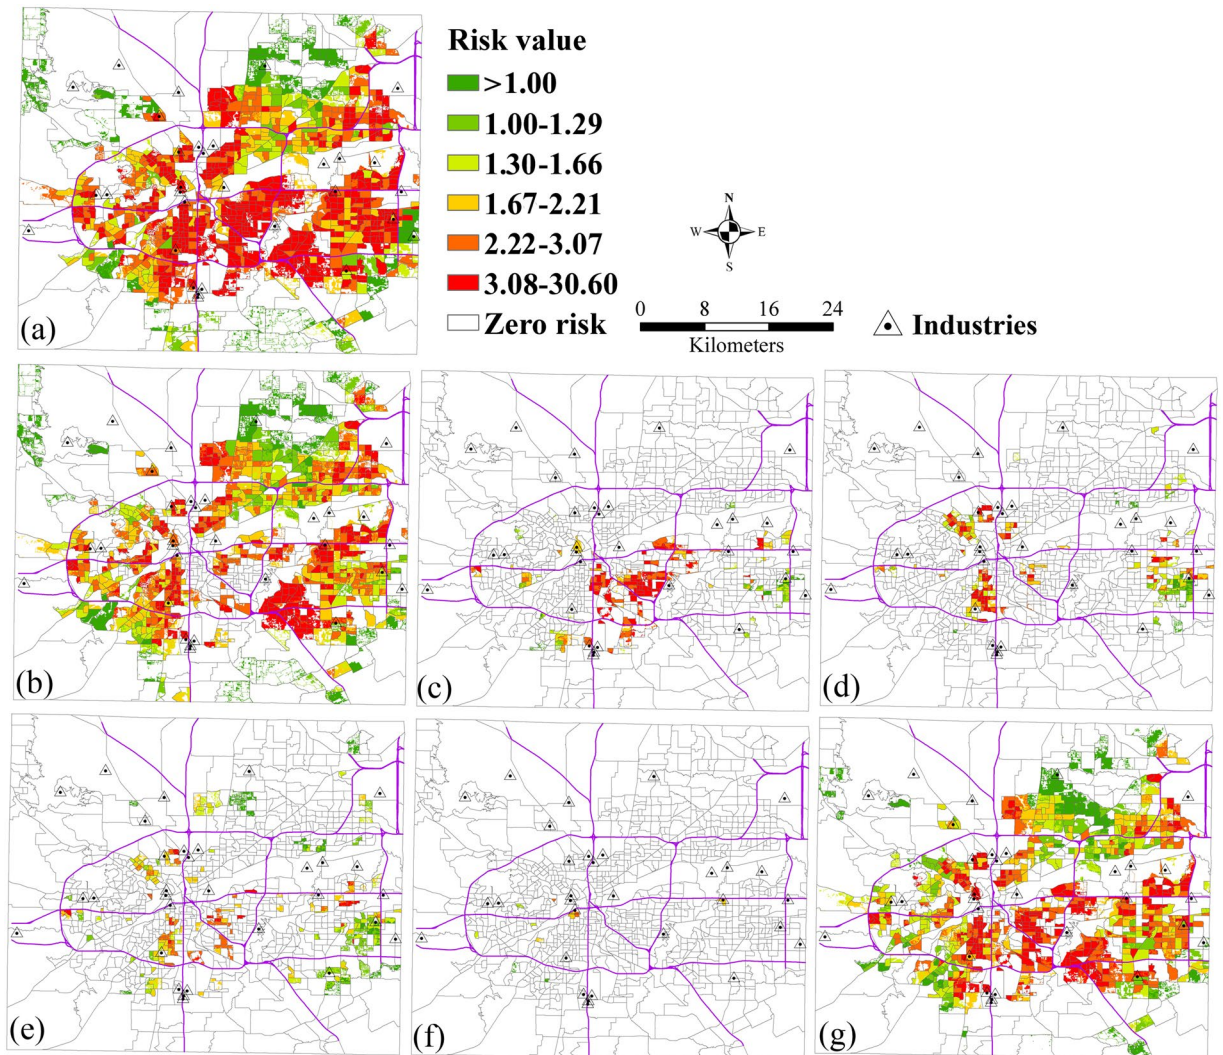 Risk value
>1.00
1.00-1.29
1.30-1.66
1.67-2.21
2.22-3.07
3.08-30.60
Zero risk
N
W E
S
0 8 16 24
Kilometers
Industries
(a)
(b)
(c)
(d)
(e)
(f)
(g)